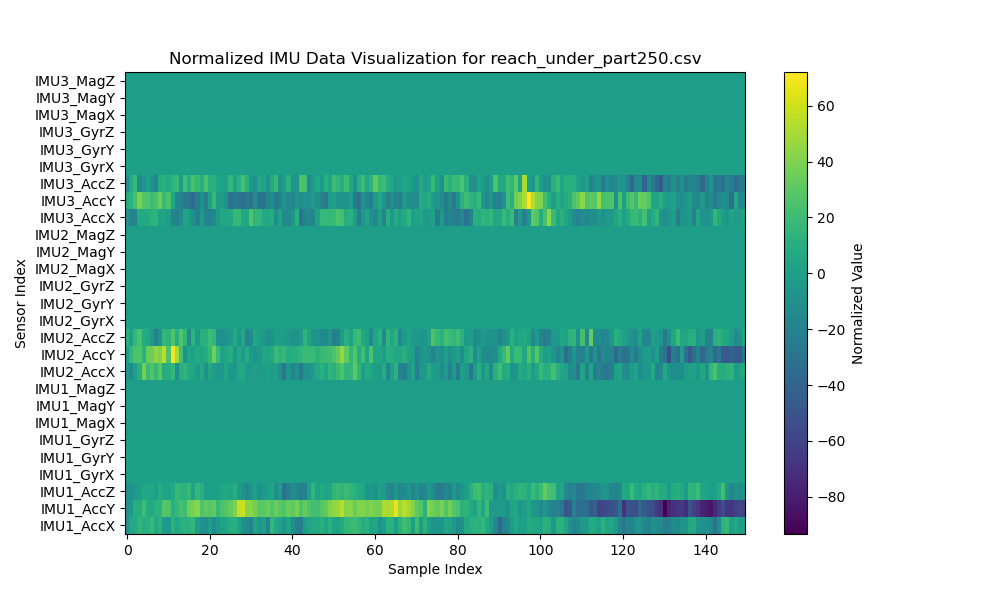 Normalized IMU Data Visualization for reach_under_part250.csv
IMU3_MagZ
IMU3_MagY
IMU3_MagX
IMU3_GyrZ
IMU3_GyrY
IMU3_GyrX
IMU3_AccZ
IMU3_AccY
IMU3_AccX
IMU2_MagZ
IMU2_MagY
IMU2_MagX
IMU2_GyrZ
IMU2_GyrY
IMU2_GyrX
IMU2_AccZ
IMU2_AccY
IMU2_AccX
IMU1_MagZ
IMU1_MagY
IMU1_MagX
IMU1_GyrZ
IMU1_GyrY
IMU1_GyrX
IMU1_AccZ
IMU1_AccY
IMU1_AccX
Sensor Index
0 20 40 60 80 100 120 140
Sample Index
60
40
20
0
−20
−40
−60
−80
Normalized Value